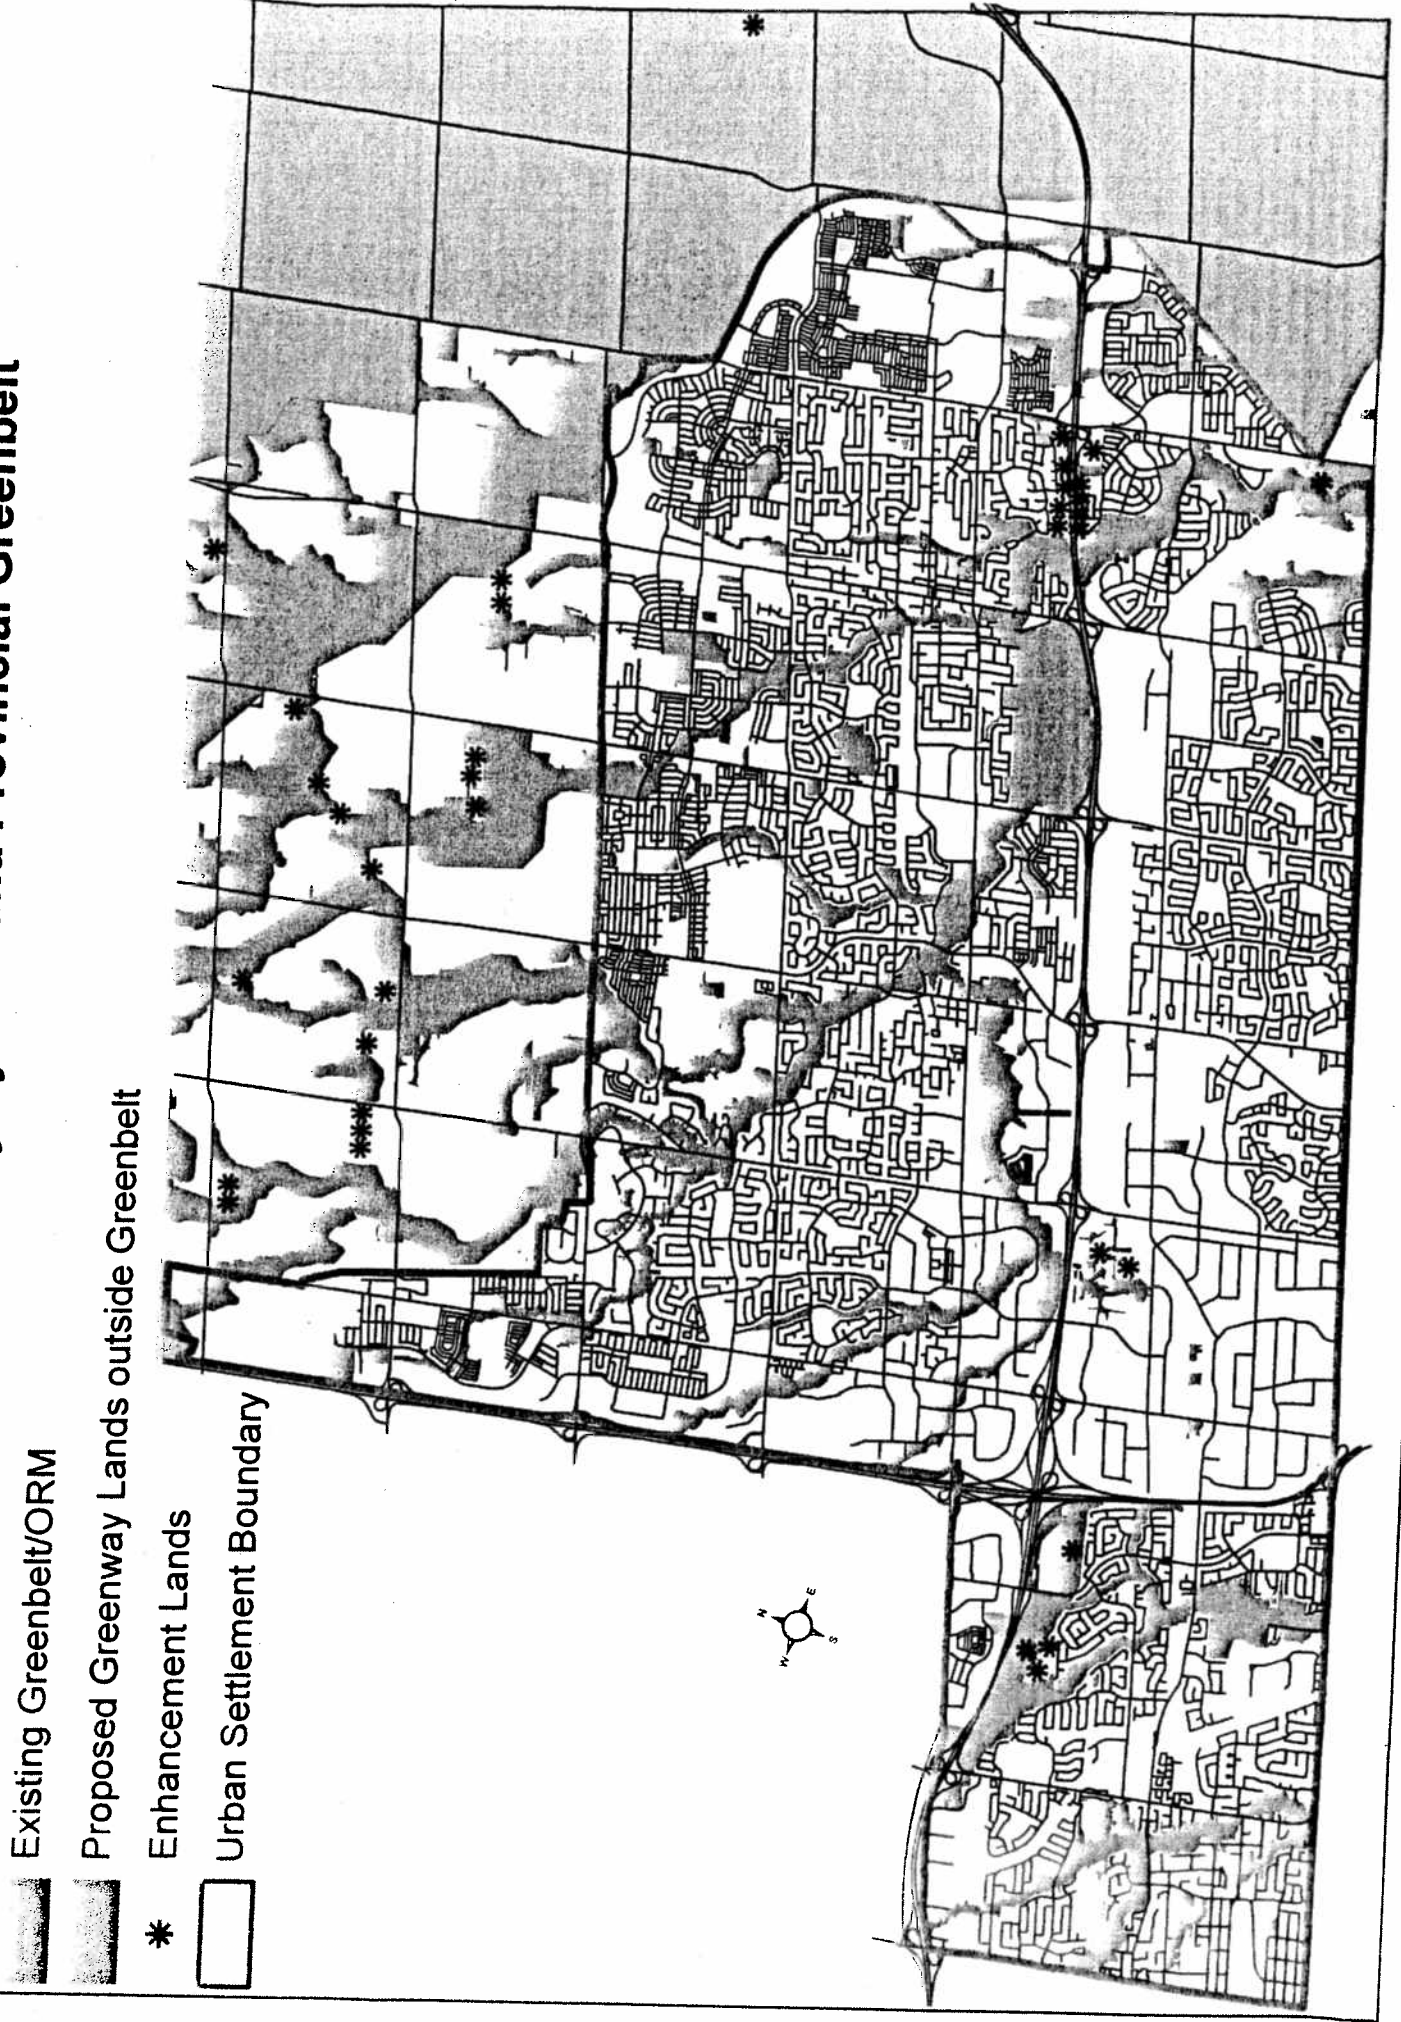 Provincial Greenbelt
Existing Greenbelt/ORM
Proposed Greenway Lands outside Greenbelt
Enhancement Lands
Urban Settlement Boundary
N
W
E
S